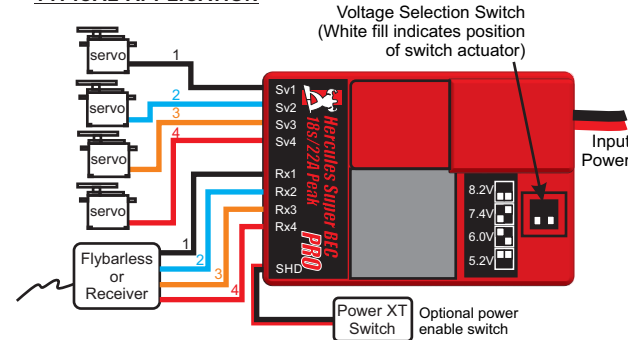 Voltage Selection Switch
(White fill indicates position
of switch actuator)
servo
servo
servo
servo
1
2
3
4
Sv1
Sv2
Sv3
Sv4
Rx1
Rx2
Rx3
Rx4
SHD
Hercules Super BEC
18s/22A Peak
PRO
8.2V
7.4V
6.0V
5.2V
Input
Power
Flybarless
or
Receiver
1
2
3
4
Power XT
Switch
Optional power
enable switch